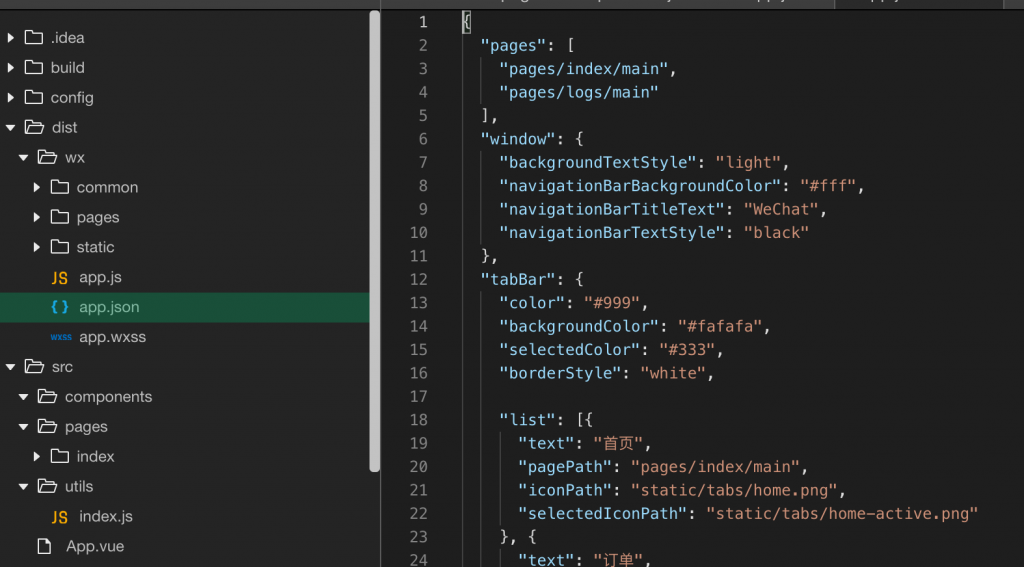 .idea
build
config
dist
wx
common
pages
static
JS app.js
{ } app.json
wxss app.wxss
src
components
pages
index
utils
JS index.js
App.vue
1 {
2 "pages": [
3 "pages/index/main",
4 "pages/logs/main"
5 ],
6 "window": {
7 "backgroundTextStyle": "light",
8 "navigationBarBackgroundColor": "#fff",
9 "navigationBarTitleText": "WeChat",
10 "navigationBarTextStyle": "black"
11 },
12 "tabBar": {
13 "color": "#999",
14 "backgroundColor": "#fafafa",
15 "selectedColor": "#333",
16 "borderStyle": "white",
17
18 "list": [{
19 "text": "首页",
20 "pagePath": "pages/index/main",
21 "iconPath": "static/tabs/home.png",
22 "selectedIconPath": "static/tabs/home-active.png"
23 }, {
24 "text": "订单",